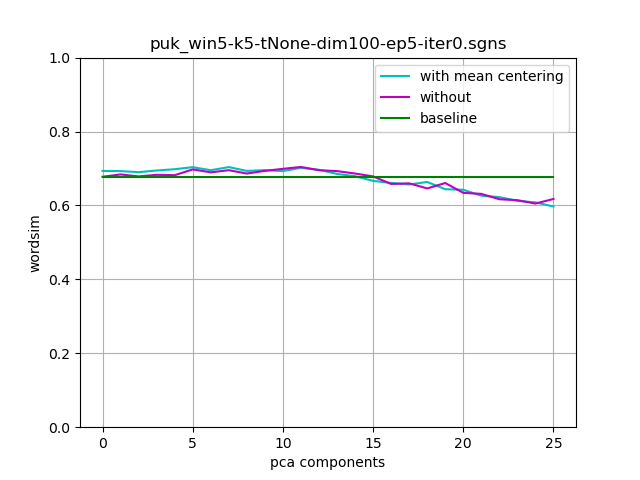 puk_win5-k5-tNone-dim100-ep5-iter0.sgns
with mean centering
without
baseline
1.0
0.8
0.6
0.4
0.2
0.0
wordsim
0 5 10 15 20 25
pca components